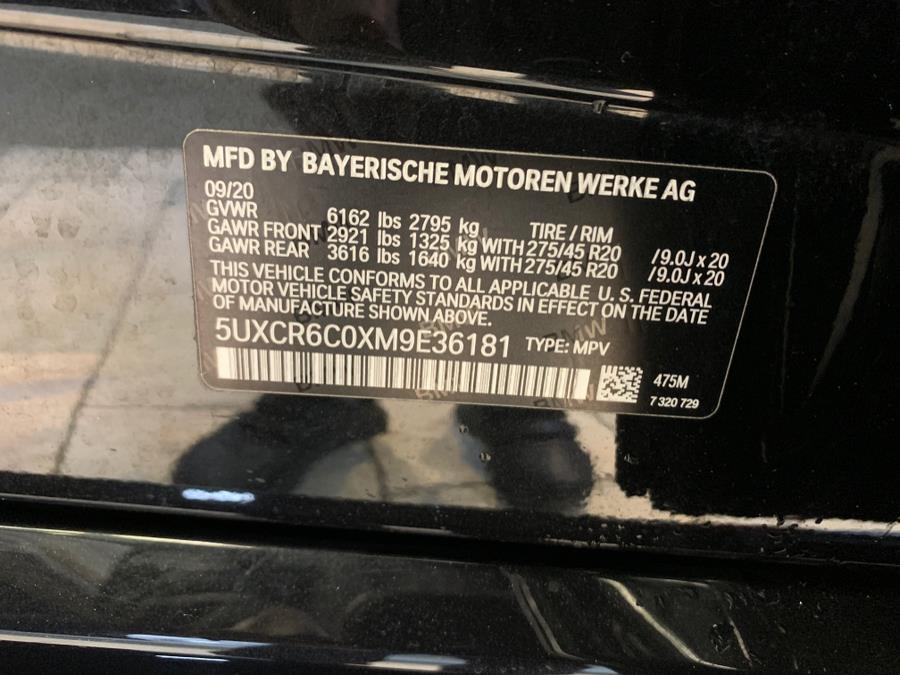 MFD BY BAYERISCHE MOTOREN WERKE AG
09/20
GVWR 6162 lbs 2795 kg TIRE / RIM
GAWR FRONT 2921 lbs 1325 kg WITH 275/45 R20 / 9.0J x 20
GAWR REAR 3616 lbs 1640 kg WITH 275/45 R20 / 9.0J x 20
THIS VEHICLE CONFORMS TO ALL APPLICABLE U. S. FEDERAL
MOTOR VEHICLE SAFETY STANDARDS IN EFFECT ON THE DATE
OF MANUFACTURE SHOWN ABOVE.
5UXCR6C0XM9E36181 TYPE: MPV
475M
7 320 729